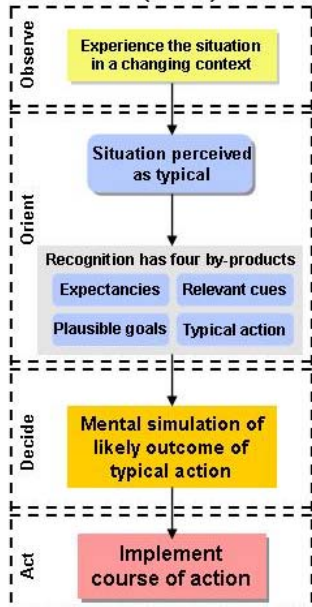 Observe
Experience the situation
in a changing context
Orient
Situation perceived
as typical
Recognition has four by-products
Expectancies
Relevant cues
Plausible goals
Typical action
Decide
Mental simulation of
likely outcome of
typical action
Act
Implement
course of action